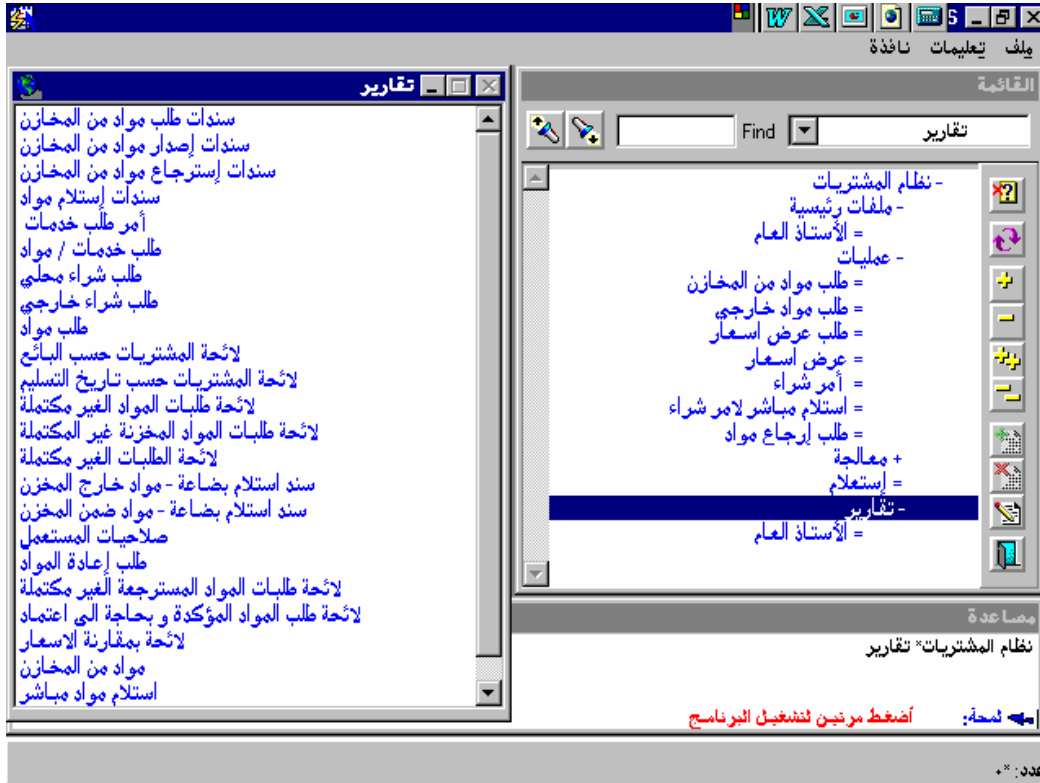 S
ملف تعليمات نافذة
القائمة
تقارير Find
- نظام المشتريات
- ملفات رئيسية
= الأستاذ العام
- عمليات
= طلب مواد من المخازن
= طلب مواد خارجي
= طلب عرض اسعار
= عرض اسعار
= أمر شراء
= استلام مباشر لامر شراء
= طلب إرجاع مواد
+ معالجة
= إستعلام
- تقارير
= الأستاذ العام
مساعدة
نظام المشتريات* تقارير
لمحة: أضغط مرتين لتشغيل البرنامج
تقارير
سندات طلب مواد من المخازن
سندات إصدار مواد من المخازن
سندات إسترجاع مواد من المخازن
سندات إستلام مواد
أمر طلب خدمات
طلب خدمات / مواد
طلب شراء محلي
طلب شراء خارجي
طلب مواد
لائحة المشتريات حسب البائع
لائحة المشتريات حسب تاريخ التسليم
لائحة طلبات المواد الغير مكتملة
لائحة طلبات المواد المخزنة غير المكتملة
لائحة الطلبات الغير مكتملة
سند استلام بضاعة - مواد خارج المخزن
سند استلام بضاعة - مواد ضمن المخزن
صلاحيات المستعمل
طلب إعادة المواد
لائحة طلبات المواد المسترجعة الغير مكتملة
لائحة طلب المواد المؤكدة و بحاجة الى اعتماد
لائحة بمقارنة الاسعار
مواد من المخازن
استلام مواد مباشر
عدد: *٠